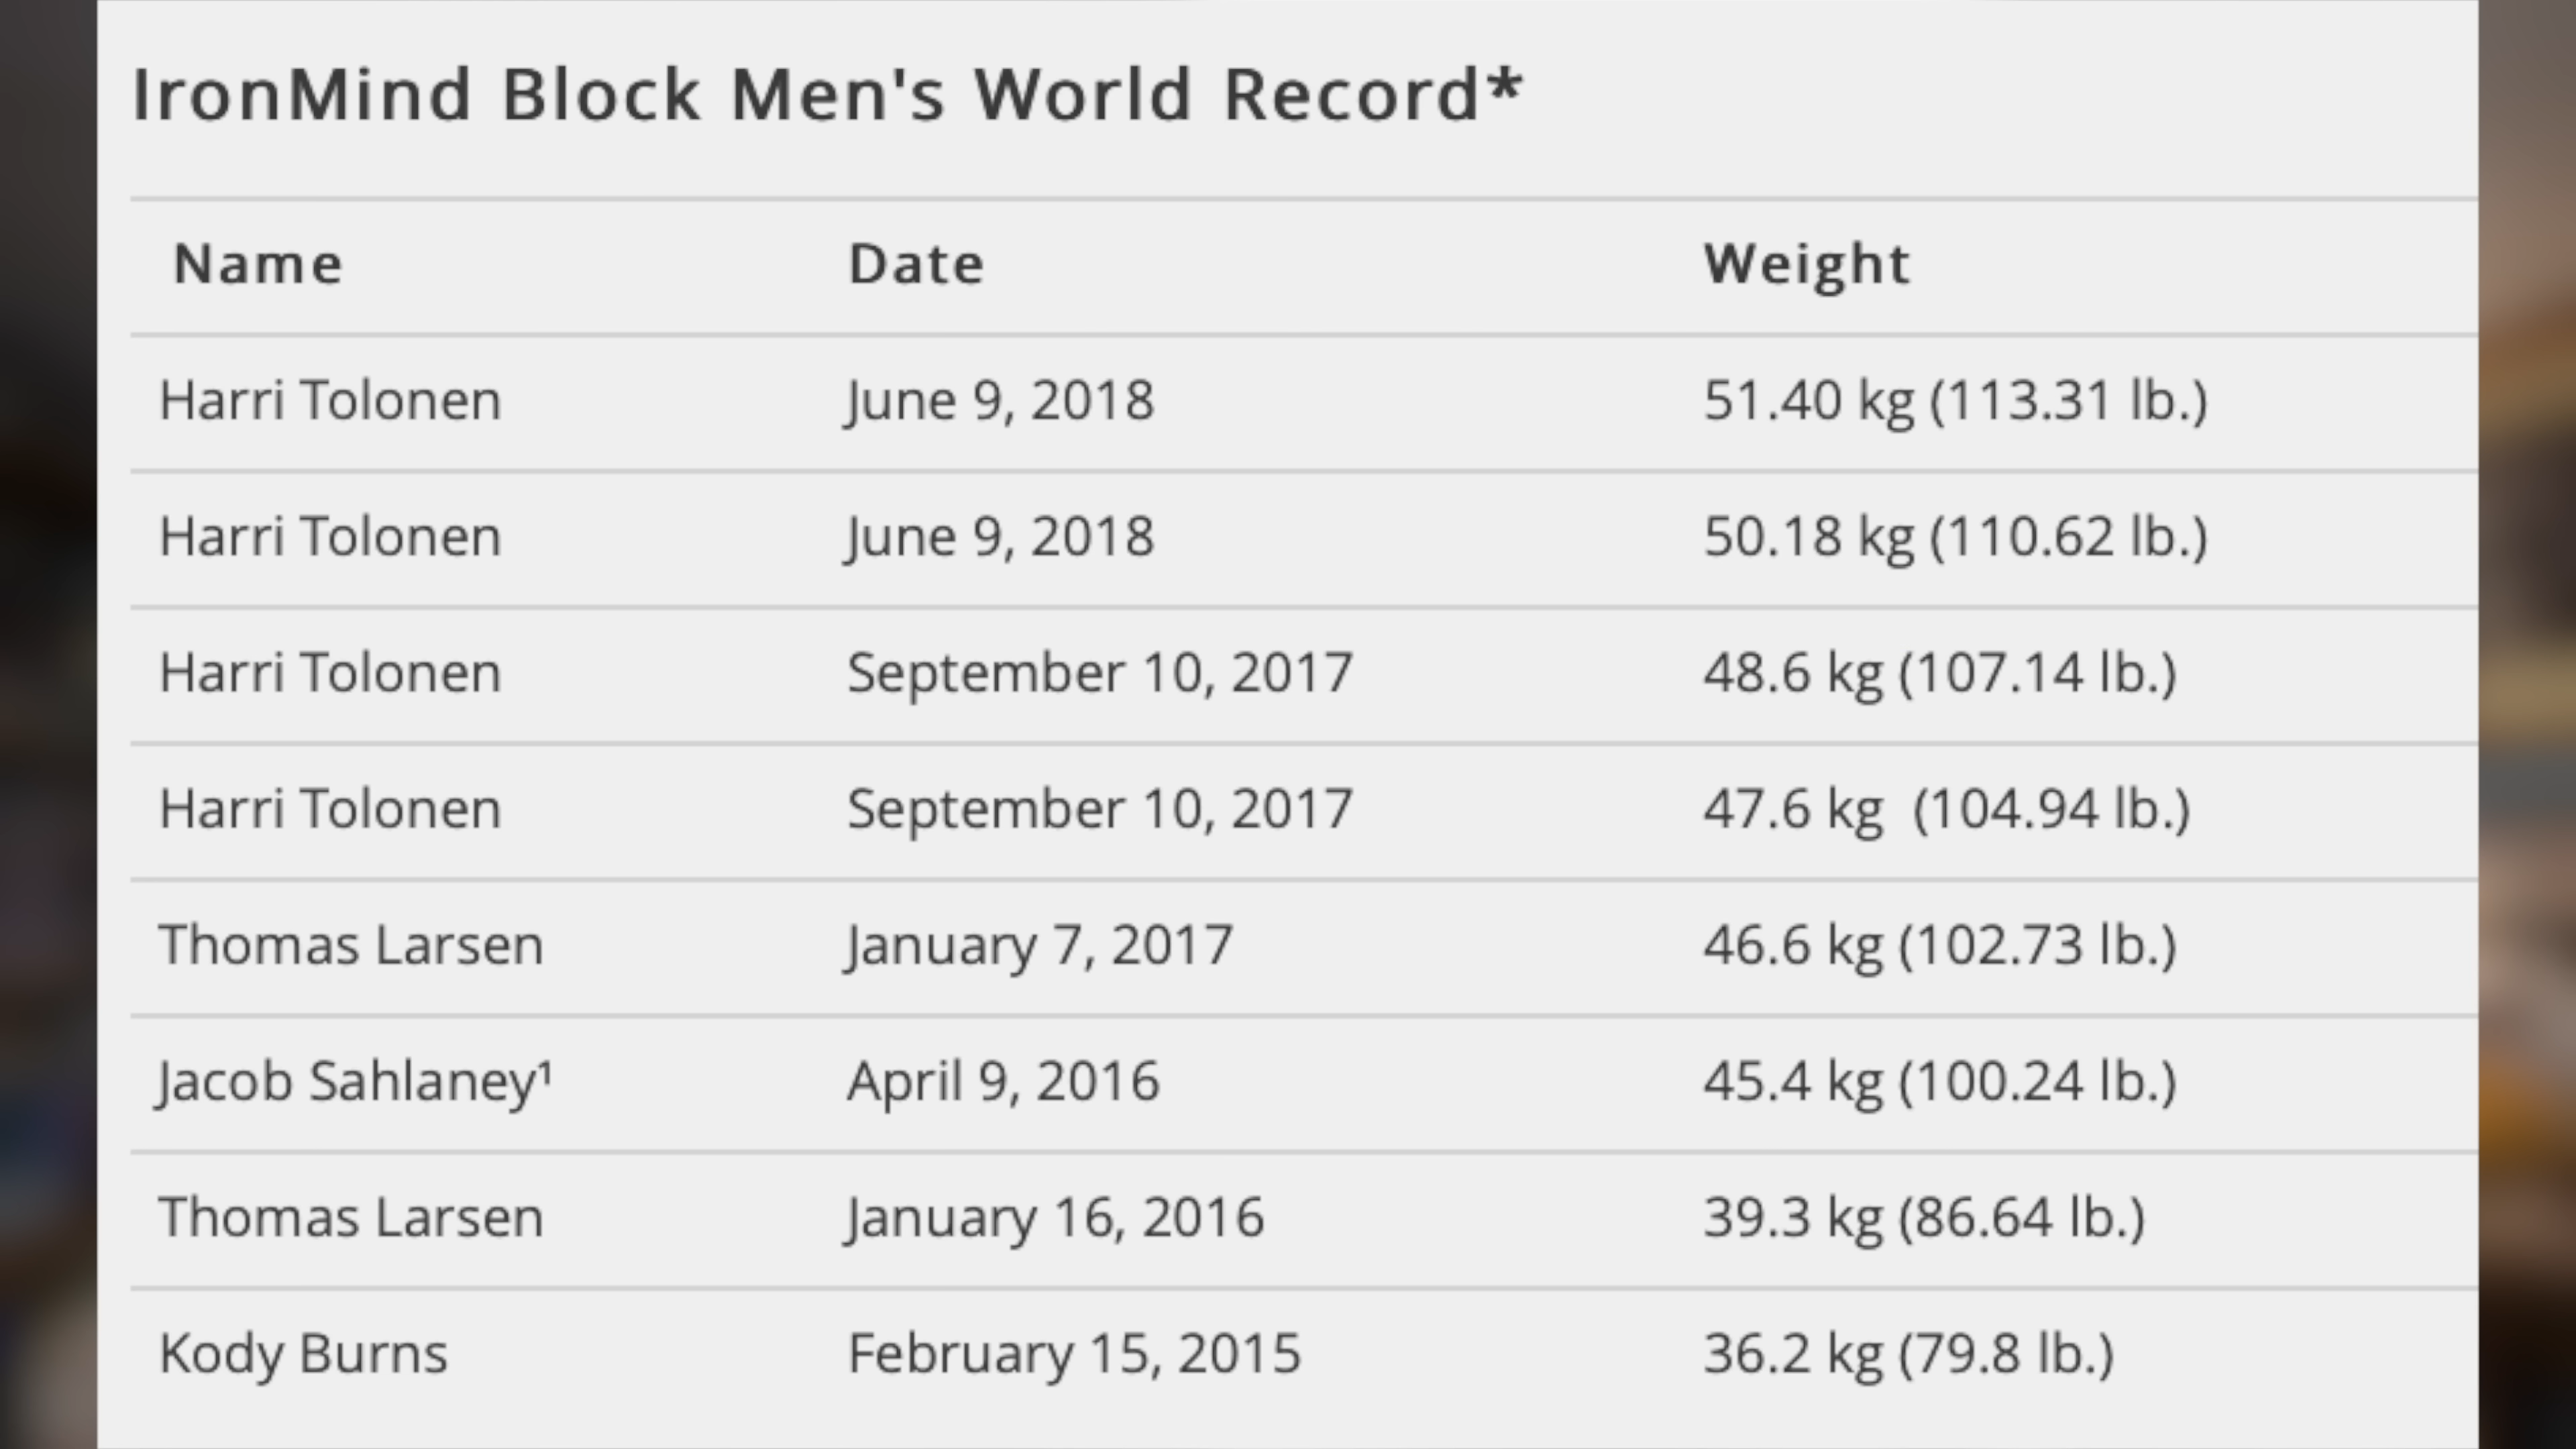 IronMind Block Men's World Record*
Name Date Weight
Harri Tolonen June 9, 2018 51.40 kg (113.31 lb.)
Harri Tolonen June 9, 2018 50.18 kg (110.62 lb.)
Harri Tolonen September 10, 2017 48.6 kg (107.14 lb.)
Harri Tolonen September 10, 2017 47.6 kg  (104.94 lb.)
Thomas Larsen January 7, 2017 46.6 kg (102.73 lb.)
Jacob Sahlaney¹ April 9, 2016 45.4 kg (100.24 lb.)
Thomas Larsen January 16, 2016 39.3 kg (86.64 lb.)
Kody Burns February 15, 2015 36.2 kg (79.8 lb.)